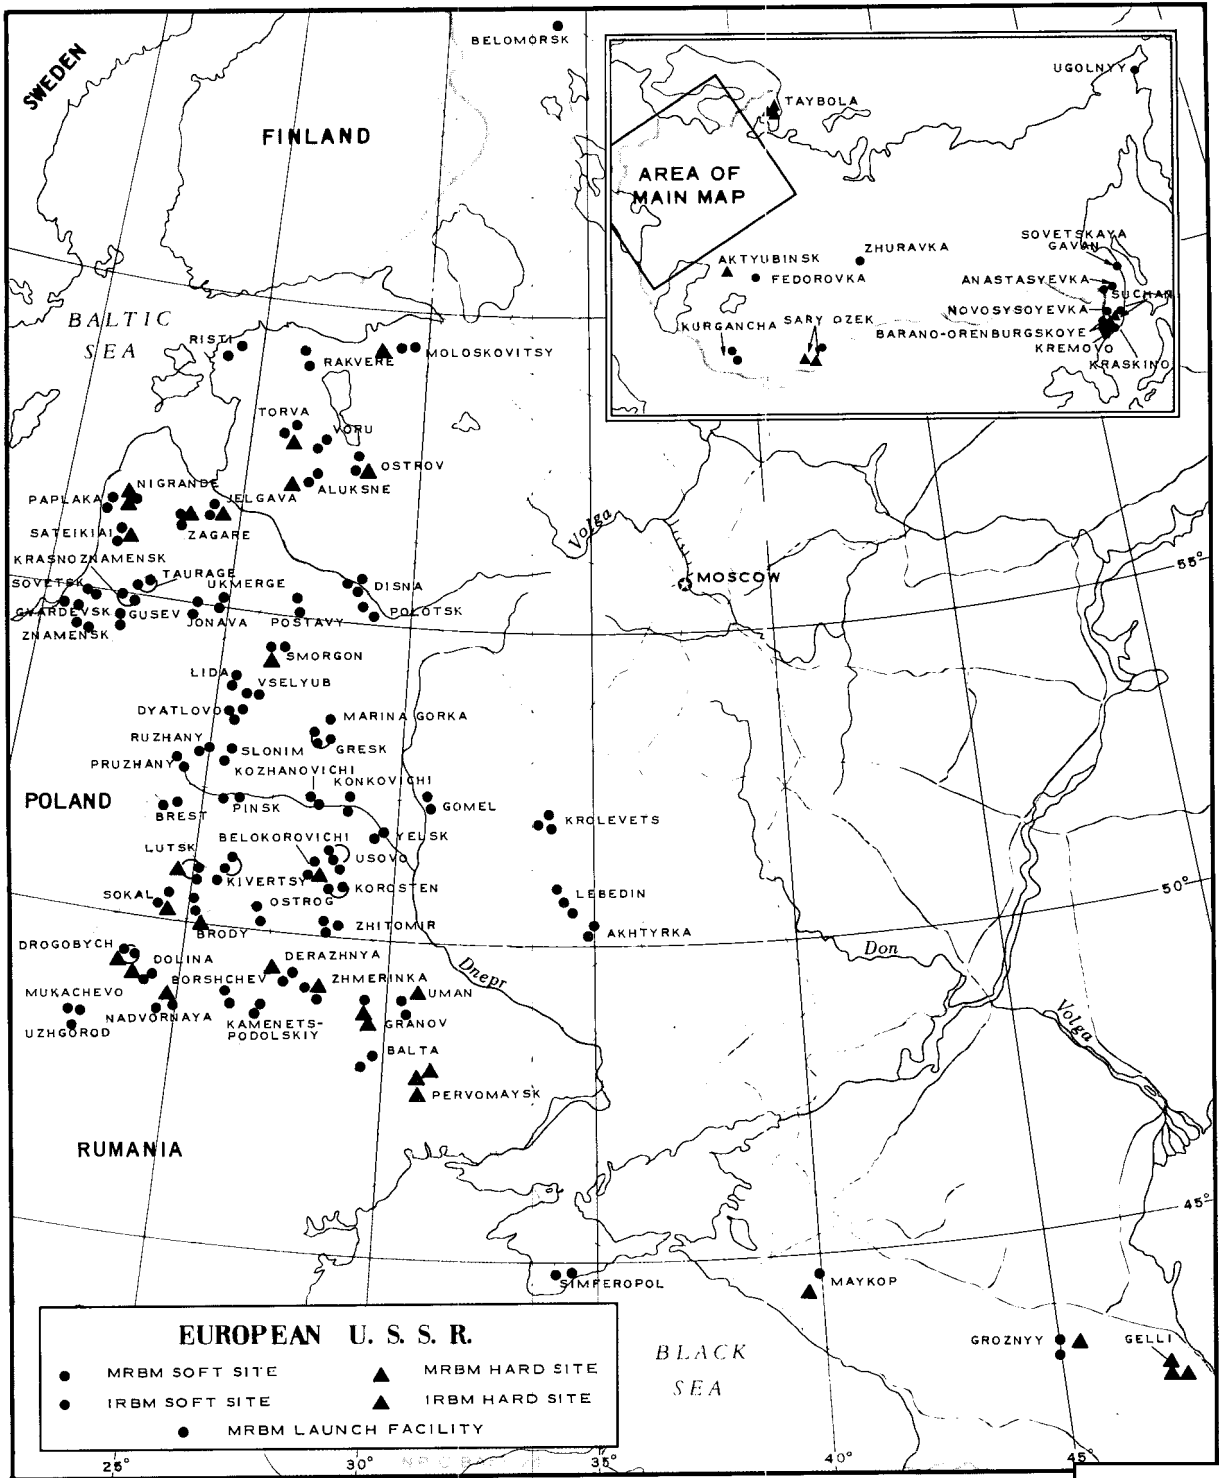 BELOMORSK
SWEDEN
FINLAND
UGOLNYY
TAYBOLA
AREA OF
MAIN MAP
SOVETSKAYA
GAVAN
ZHURAVKA
AKTYUBINSK
FEDOROVKA
ANASTASYEVKA
SUCHAN
NOVOSYSOYEVKA
KURGANCHA
SARY OZEK
BARANO-ORENBURGSKOYE
KREMOVO
KRASKINO
BALTIC
SEA
RISTI
RAKVERE
MOLOSKOVITSY
TORVA
VORU
OSTROV
ALUKSNE
NIGRANDE
PAPLAKA
JELGAVA
ZAGARE
SATEIKIAI
Volga
KRASNOZNAMENSK
TAURAGE
SOVETSK
UKMERGE
DISNA
MOSCOW
55°
GVARDEVSK
GUSEV
JONAVA
POSTAVY
POLOTSK
ZNAMENSK
SMORGON
LIDA
VSELYUB
DYATLOVO
MARINA GORKA
RUZHANY
SLONIM
GRESK
PRUZHANY
KOZHANOVICHI
KONKOVICHI
POLAND
BREST
PINSK
GOMEL
KROLEVETS
BELOKOROVICHI
YELSK
LUTSK
USOVO
KIVERTSY
KOROSTEN
SOKAL
OSTROG
LEBEDIN
50°
BRODY
ZHITOMIR
AKHTYRKA
DROGOBYCH
DOLINA
DERAZHNYA
Don
BORSHCHEV
ZHMERINKA
Dnepr
MUKACHEVO
UMAN
NADVORNAYA
KAMENETS-
PODOLSKIY
GRANOV
UZHGOROD
Volga
BALTA
PERVOMAYSK
RUMANIA
45°
SIMFEROPOL
MAYKOP
GROZNYY
GELLI
BLACK
SEA
EUROPEAN U. S. S. R.
MRBM SOFT SITE
MRBM HARD SITE
IRBM SOFT SITE
IRBM HARD SITE
MRBM LAUNCH FACILITY
25°
30°
35°
40°
45°